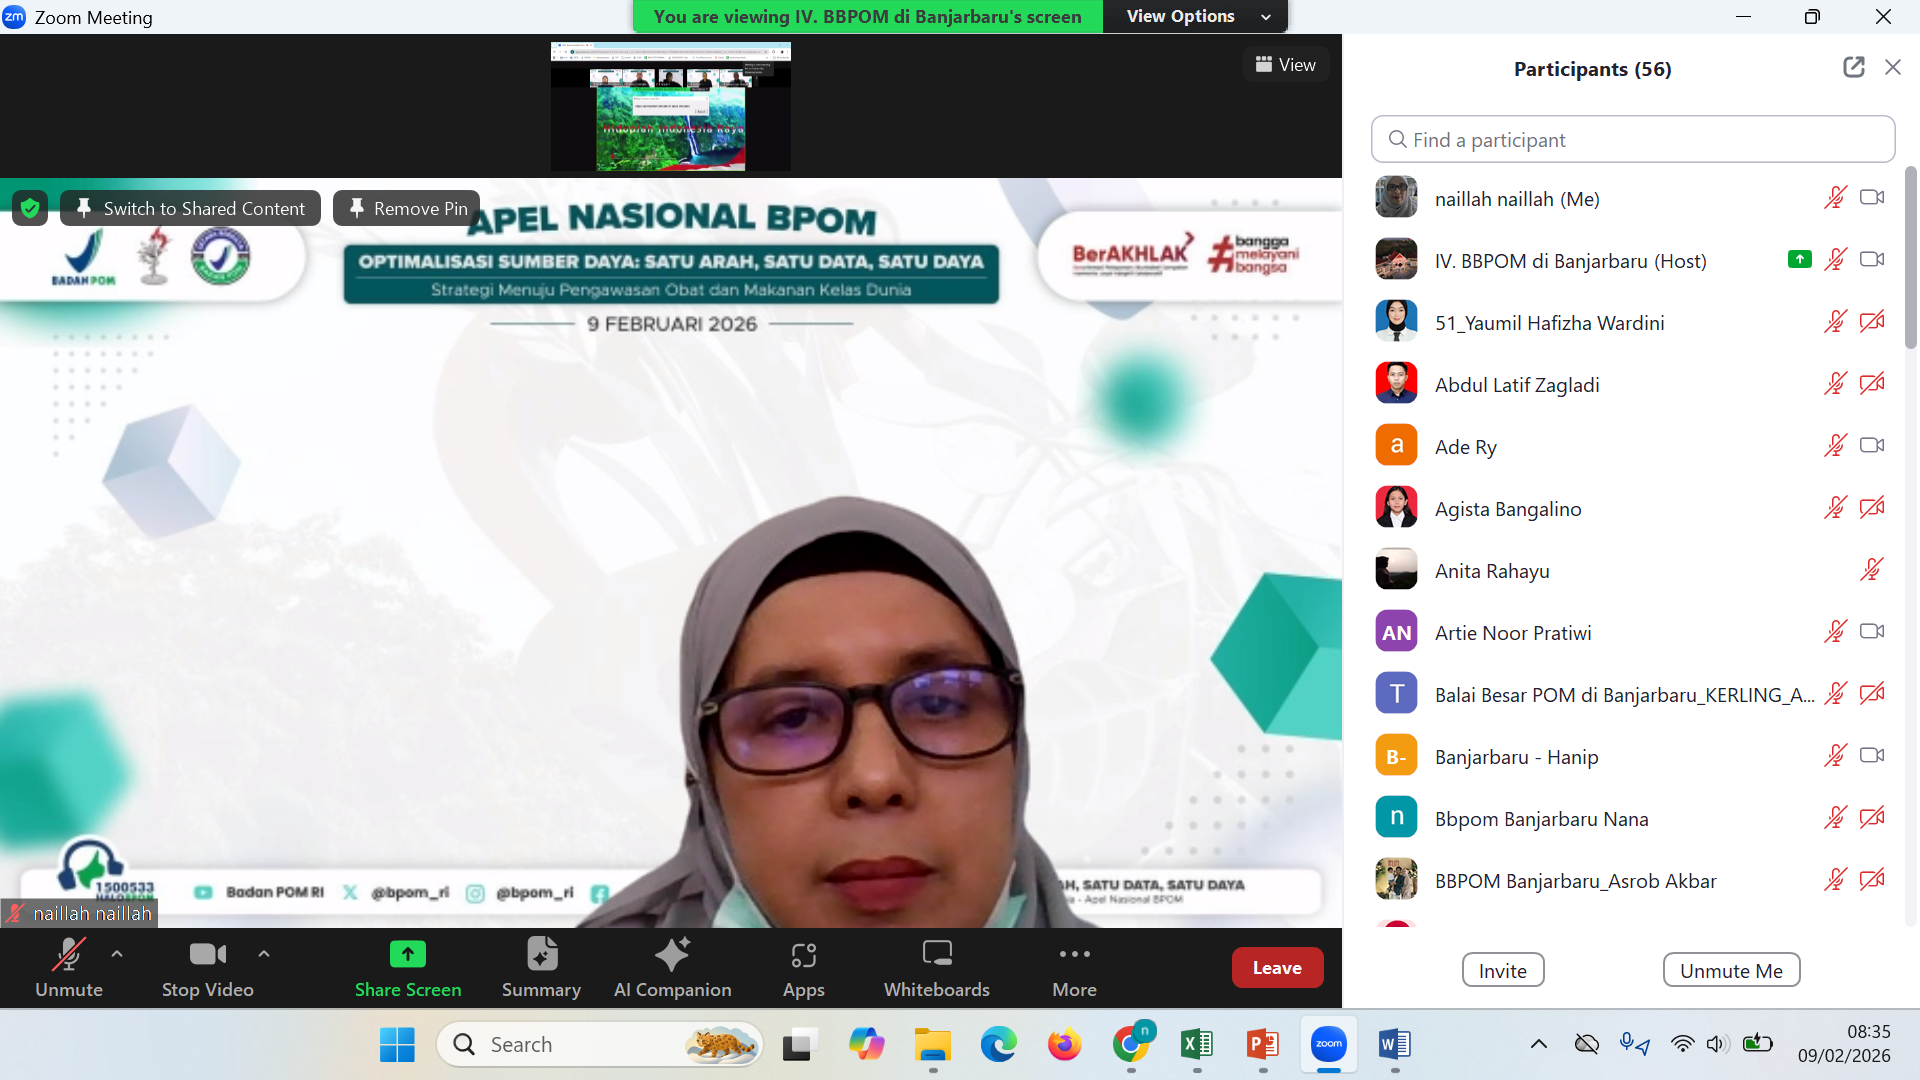 Zoom Meeting
You are viewing IV. BBPOM di Banjarbaru's screen
View Options
View
Indonesia Raya
Switch to Shared Content
Remove Pin
APEL NASIONAL BPOM
OPTIMALISASI SUMBER DAYA: SATU ARAH, SATU DATA, SATU DAYA
Strategi Menuju Pengawasan Obat dan Makanan Kelas Dunia
9 FEBRUARI 2026
BADAN POM
BerAKHLAK
#bangga
melayani
bangsa
1500533
HALOBPOM
Badan POM RI
@bpom_ri
@bpom_ri
H, SATU DATA, SATU DAYA
- Apel Nasional BPOM
naillah naillah
Unmute
Stop Video
Share Screen
Summary
AI Companion
Apps
Whiteboards
More
Leave
Participants (56)
Find a participant
naillah naillah (Me)
IV. BBPOM di Banjarbaru (Host)
51_Yaumil Hafizha Wardini
Abdul Latif Zagladi
a
Ade Ry
Agista Bangalino
Anita Rahayu
AN
Artie Noor Pratiwi
T
Balai Besar POM di Banjarbaru_KERLING_A...
B-
Banjarbaru - Hanip
n
Bbpom Banjarbaru Nana
BBPOM Banjarbaru_Asrob Akbar
Invite
Unmute Me
Search
08:35
09/02/2026